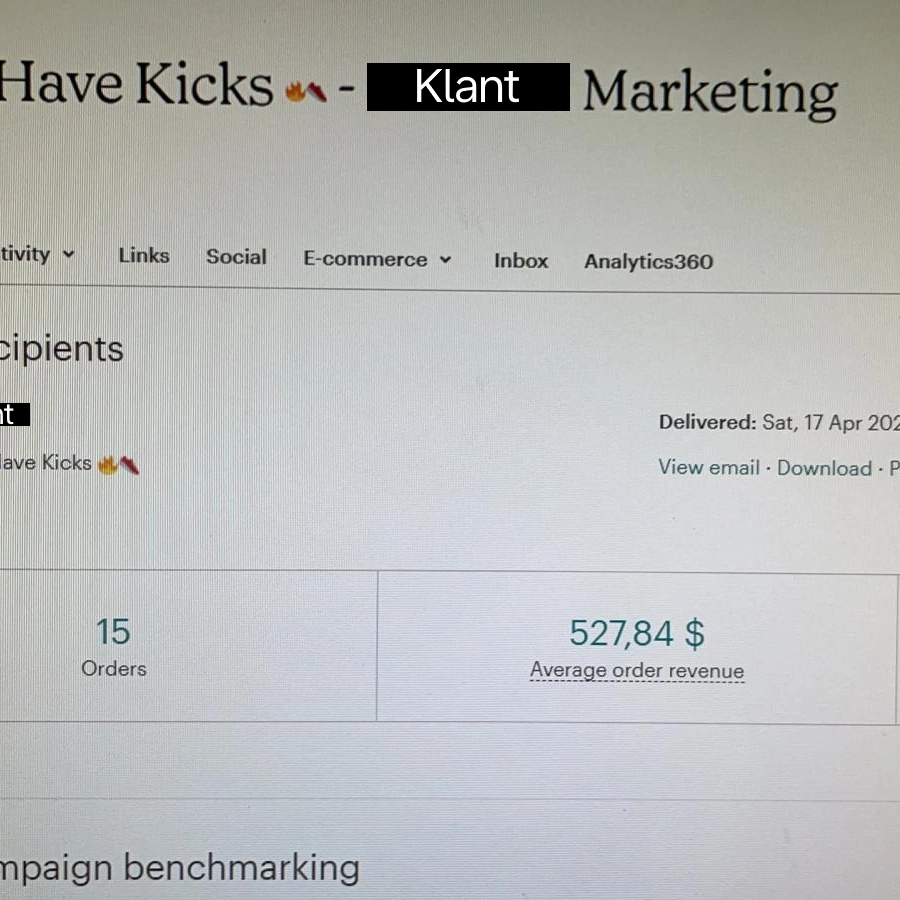 Have Kicks 🔥👠 - Klant Marketing
tivity Links Social E-commerce Inbox Analytics360
cipients
nt
Delivered: Sat, 17 Apr 202
ave Kicks 🔥👠
View email · Download · P
15
Orders
527,84 $
Average order revenue
mpaign benchmarking